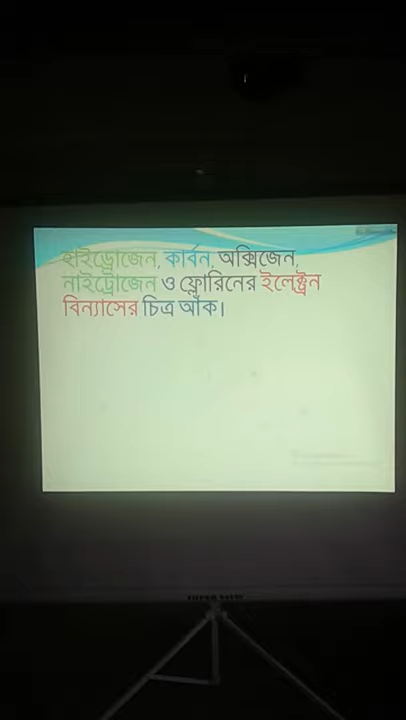 হাইড্রোজেন, কার্বন, অক্সিজেন,
নাইট্রোজেন ও ফ্লোরিনের ইলেক্ট্রন
বিন্যাসের চিত্র আঁক।